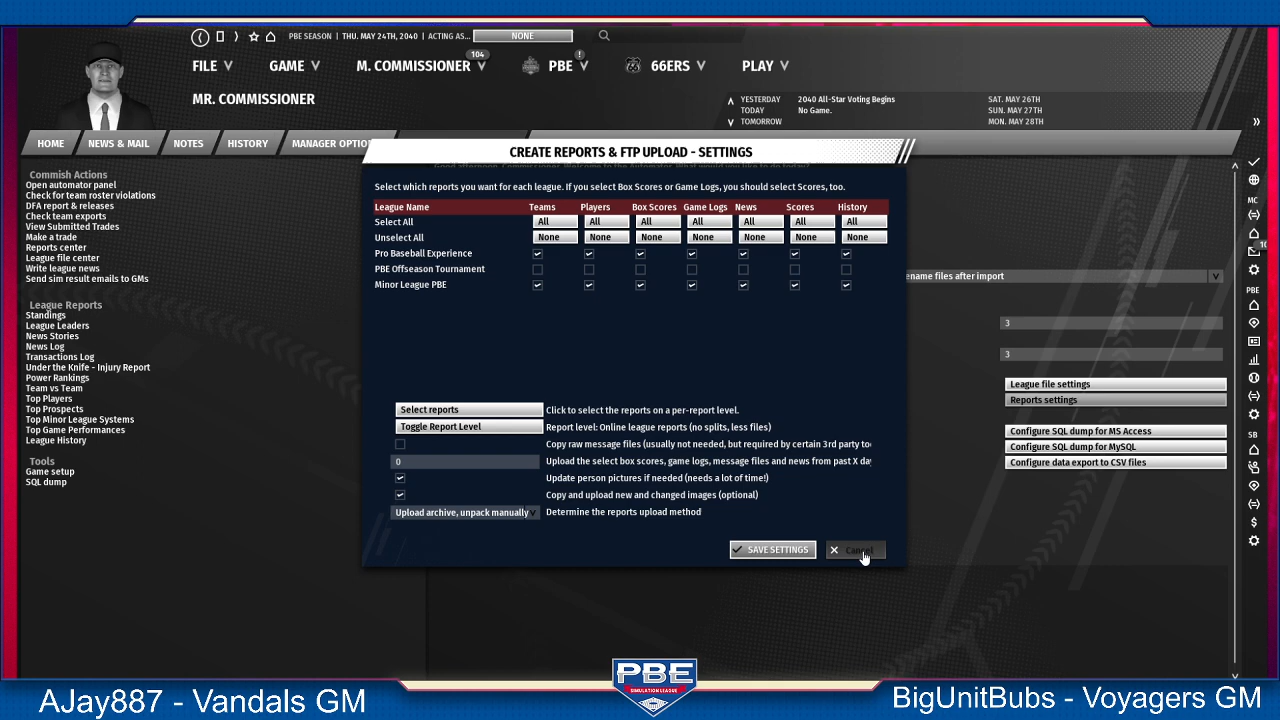 PBE SEASON | THU. MAY 24TH, 2040 | ACTING AS... NONE
FILE GAME M. COMMISSIONER 104 PBE ! 66ERS PLAY
MR. COMMISSIONER
YESTERDAY 2040 All-Star Voting Begins SAT. MAY 26TH
TODAY No Game. SUN. MAY 27TH
TOMORROW MON. MAY 28TH
HOME NEWS & MAIL NOTES HISTORY MANAGER OPTIO
CREATE REPORTS & FTP UPLOAD - SETTINGS
Commish Actions
Open automator panel
Check for team roster violations
DFA report & releases
Check team exports
View Submitted Trades
Make a trade
Reports center
League file center
Write league news
Send sim result emails to GMs
League Reports
Standings
League Leaders
News Stories
News Log
Transactions Log
Under the Knife - Injury Report
Power Rankings
Team vs Team
Top Players
Top Prospects
Top Minor League Systems
Top Game Performances
League History
Tools
Game setup
SQL dump
Select which reports you want for each league. If you select Box Scores or Game Logs, you should select Scores, too.
League Name Teams Players Box Scores Game Logs News Scores History
Select All All All All All All All All
Unselect All None None None None None None None
Pro Baseball Experience
PBE Offseason Tournament
Minor League PBE
Select reports Click to select the reports on a per-report level.
Toggle Report Level Report level: Online league reports (no splits, less files)
Copy raw message files (usually not needed, but required by certain 3rd party to
0 Upload the select box scores, game logs, message files and news from past X da
Update person pictures if needed (needs a lot of time!)
Copy and upload new and changed images (optional)
Upload archive, unpack manually Determine the reports upload method
SAVE SETTINGS Cancel
ename files after import
3
3
League file settings
Reports settings
Configure SQL dump for MS Access
Configure SQL dump for MySQL
Configure data export to CSV files
MC
10
PBE
SB
PBE
SIMULATION LEAGUE
AJay887 - Vandals GM
BigUnitBubs - Voyagers GM